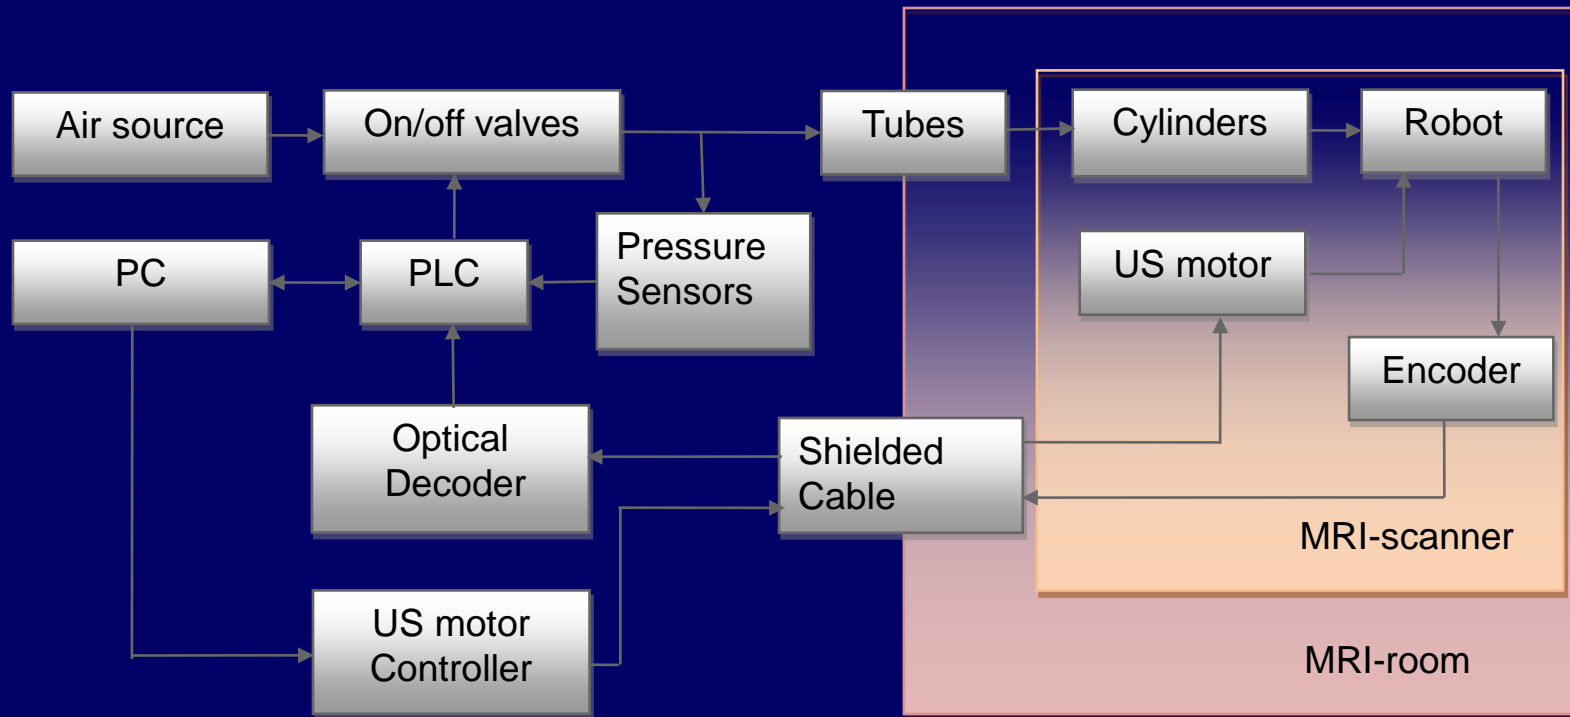 Air source
On/off valves
Tubes
Cylinders
Robot
PC
PLC
Pressure
Sensors
US motor
Encoder
Optical
Decoder
Shielded
Cable
MRI-scanner
US motor
Controller
MRI-room